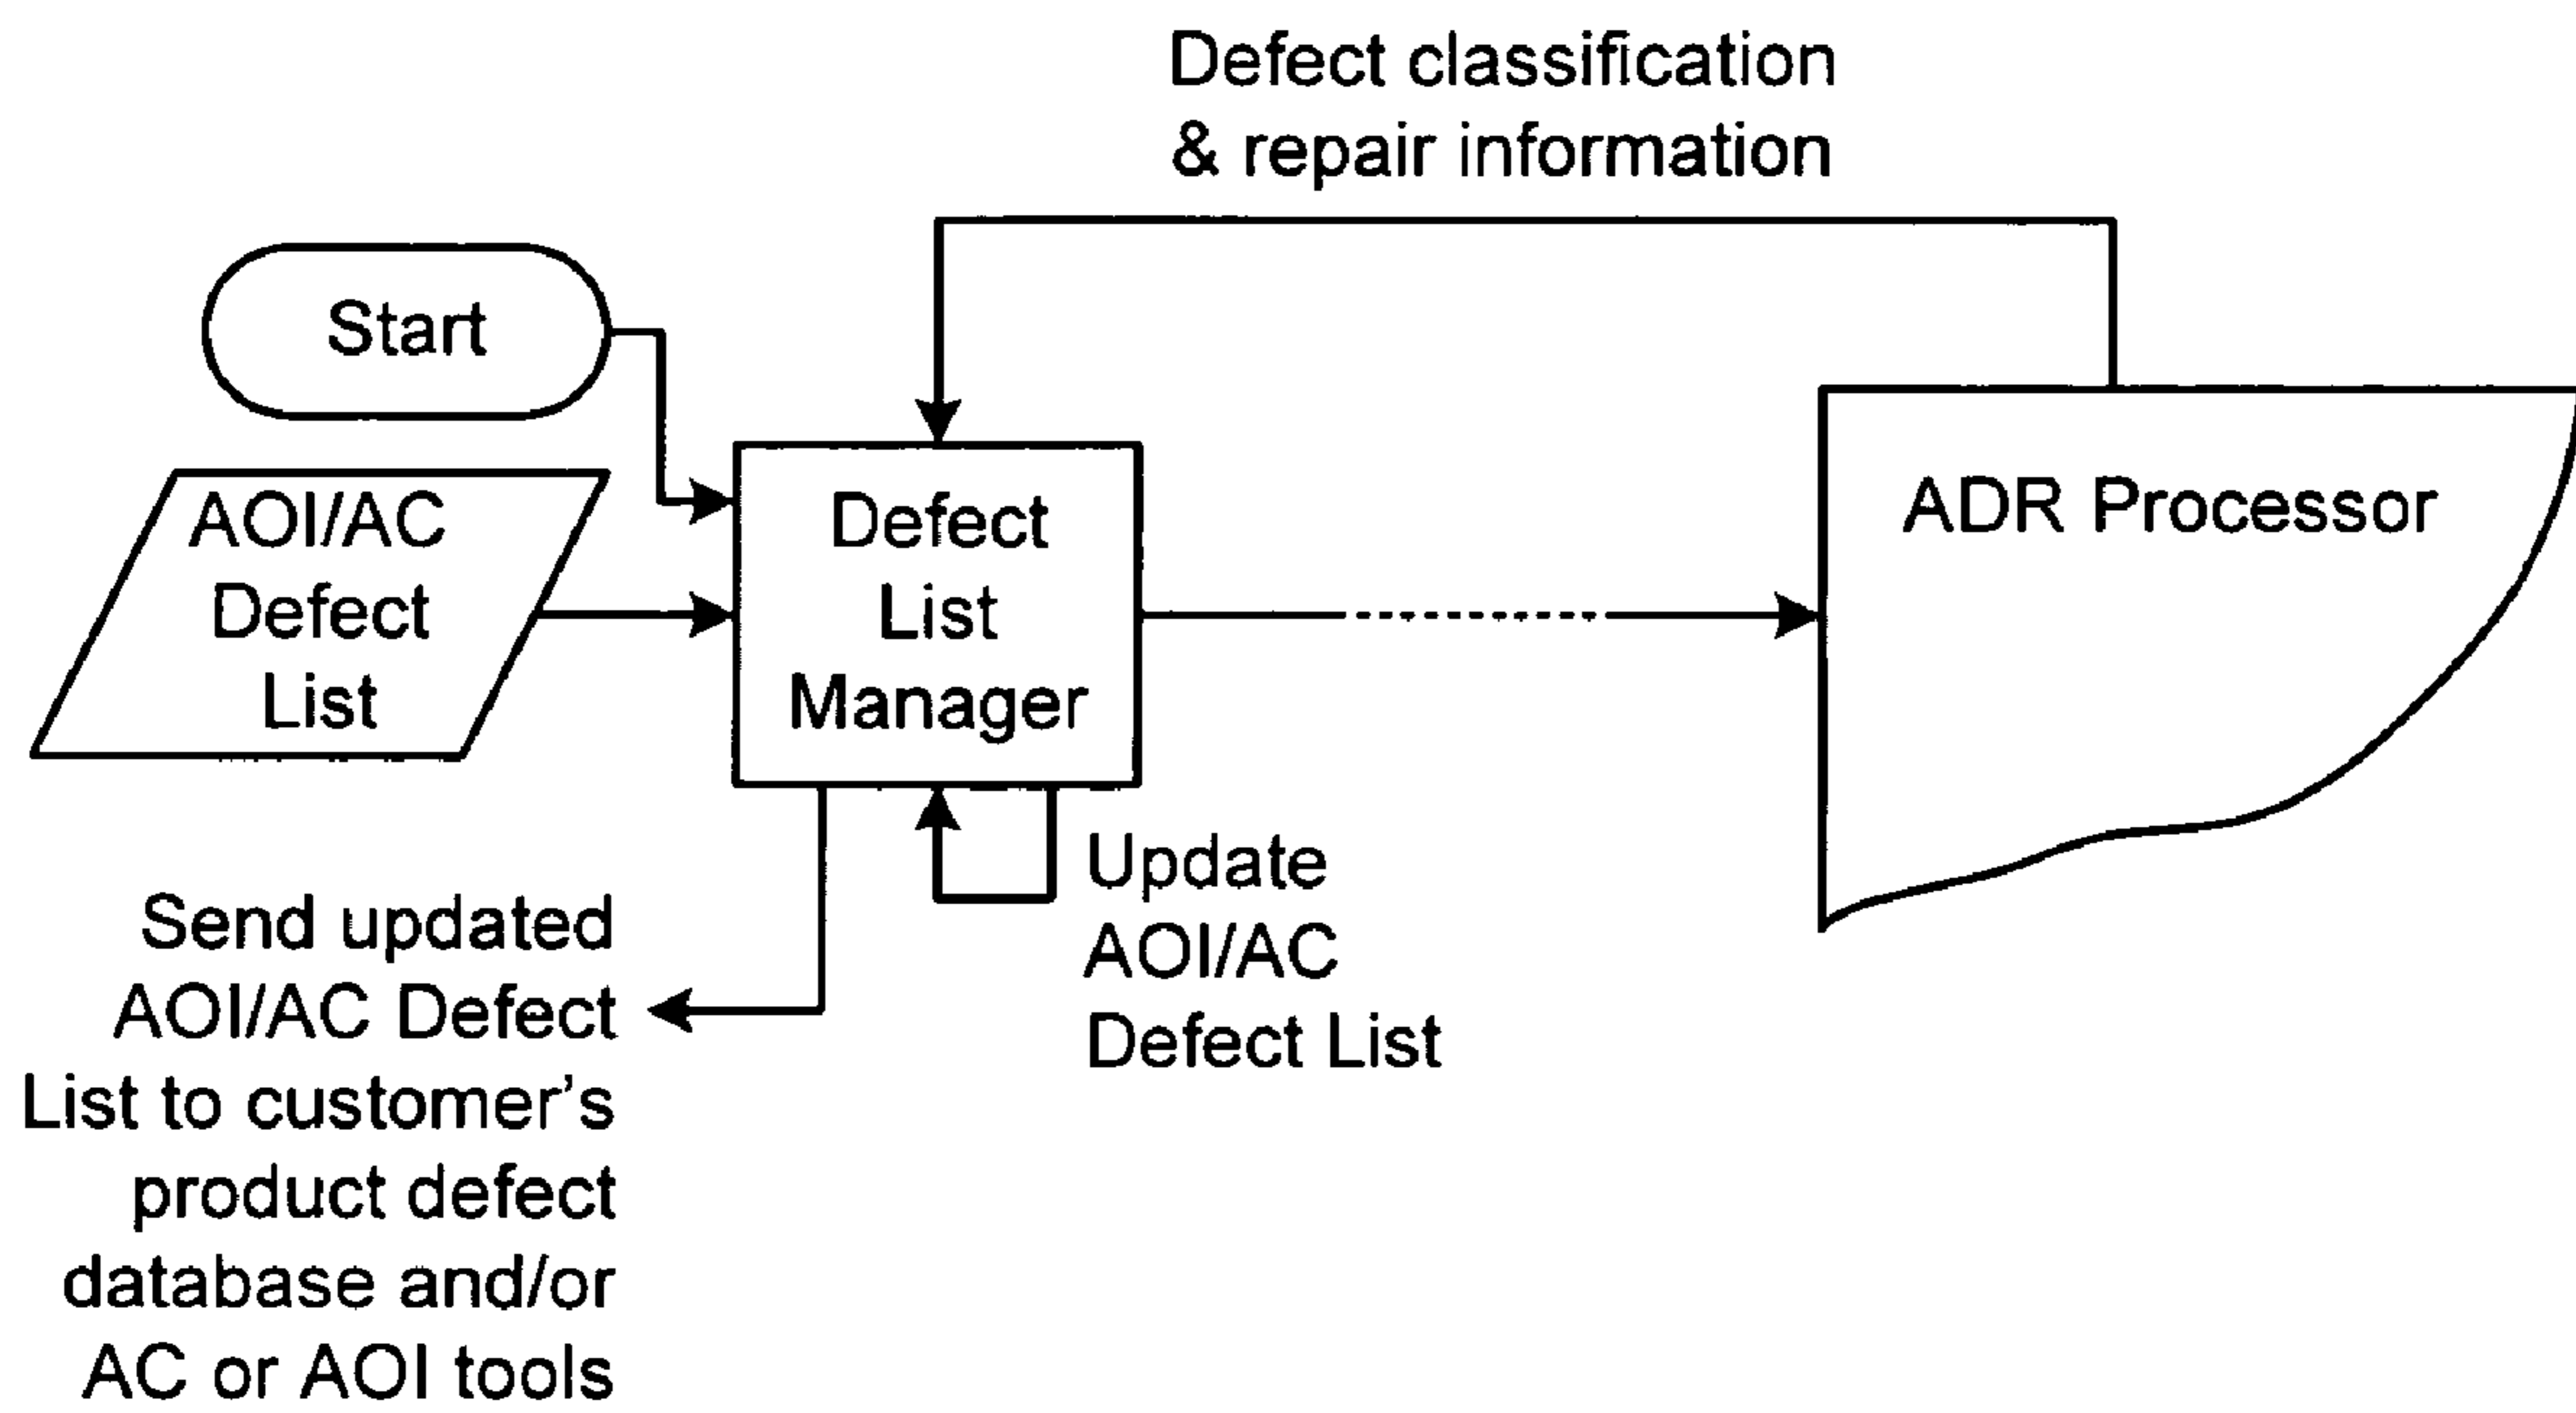 Defect classification
& repair information
Start
AOI/AC
Defect
List
Defect
List
Manager
ADR Processor
Update
AOI/AC
Defect List
Send updated
AOI/AC Defect
List to customer's
product defect
database and/or
AC or AOI tools